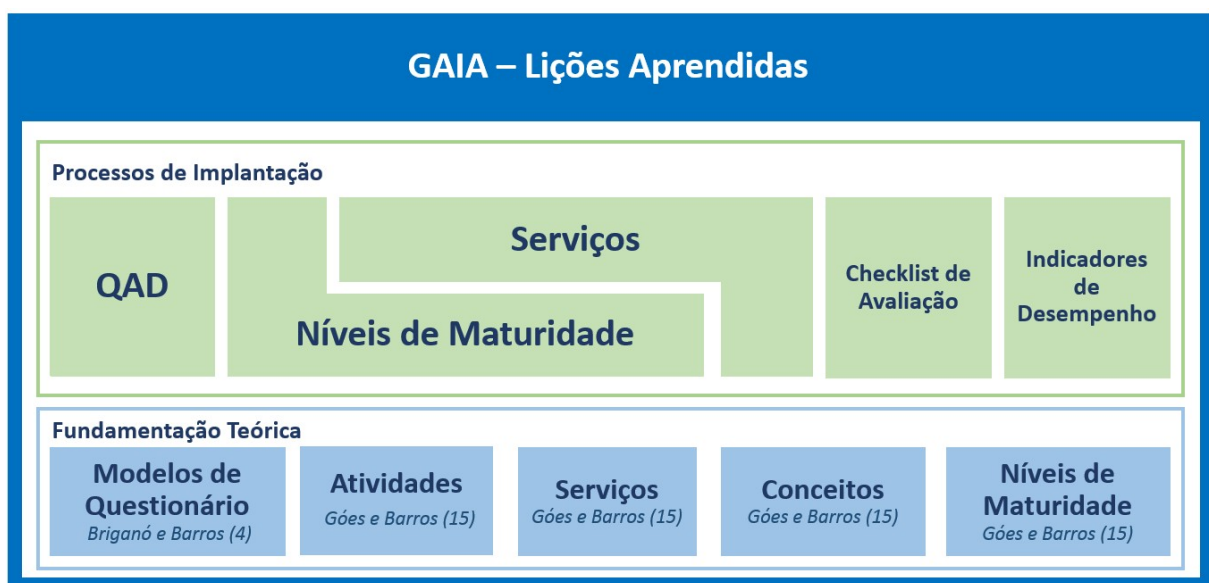 GAIA – Lições Aprendidas
Processos de Implantação
QAD
Níveis de Maturidade
Serviços
Checklist de
Avaliação
Indicadores
de
Desempenho
Fundamentação Teórica
Modelos de
Questionário
Briganó e Barros (4)
Atividades
Góes e Barros (15)
Serviços
Góes e Barros (15)
Conceitos
Góes e Barros (15)
Níveis de
Maturidade
Góes e Barros (15)